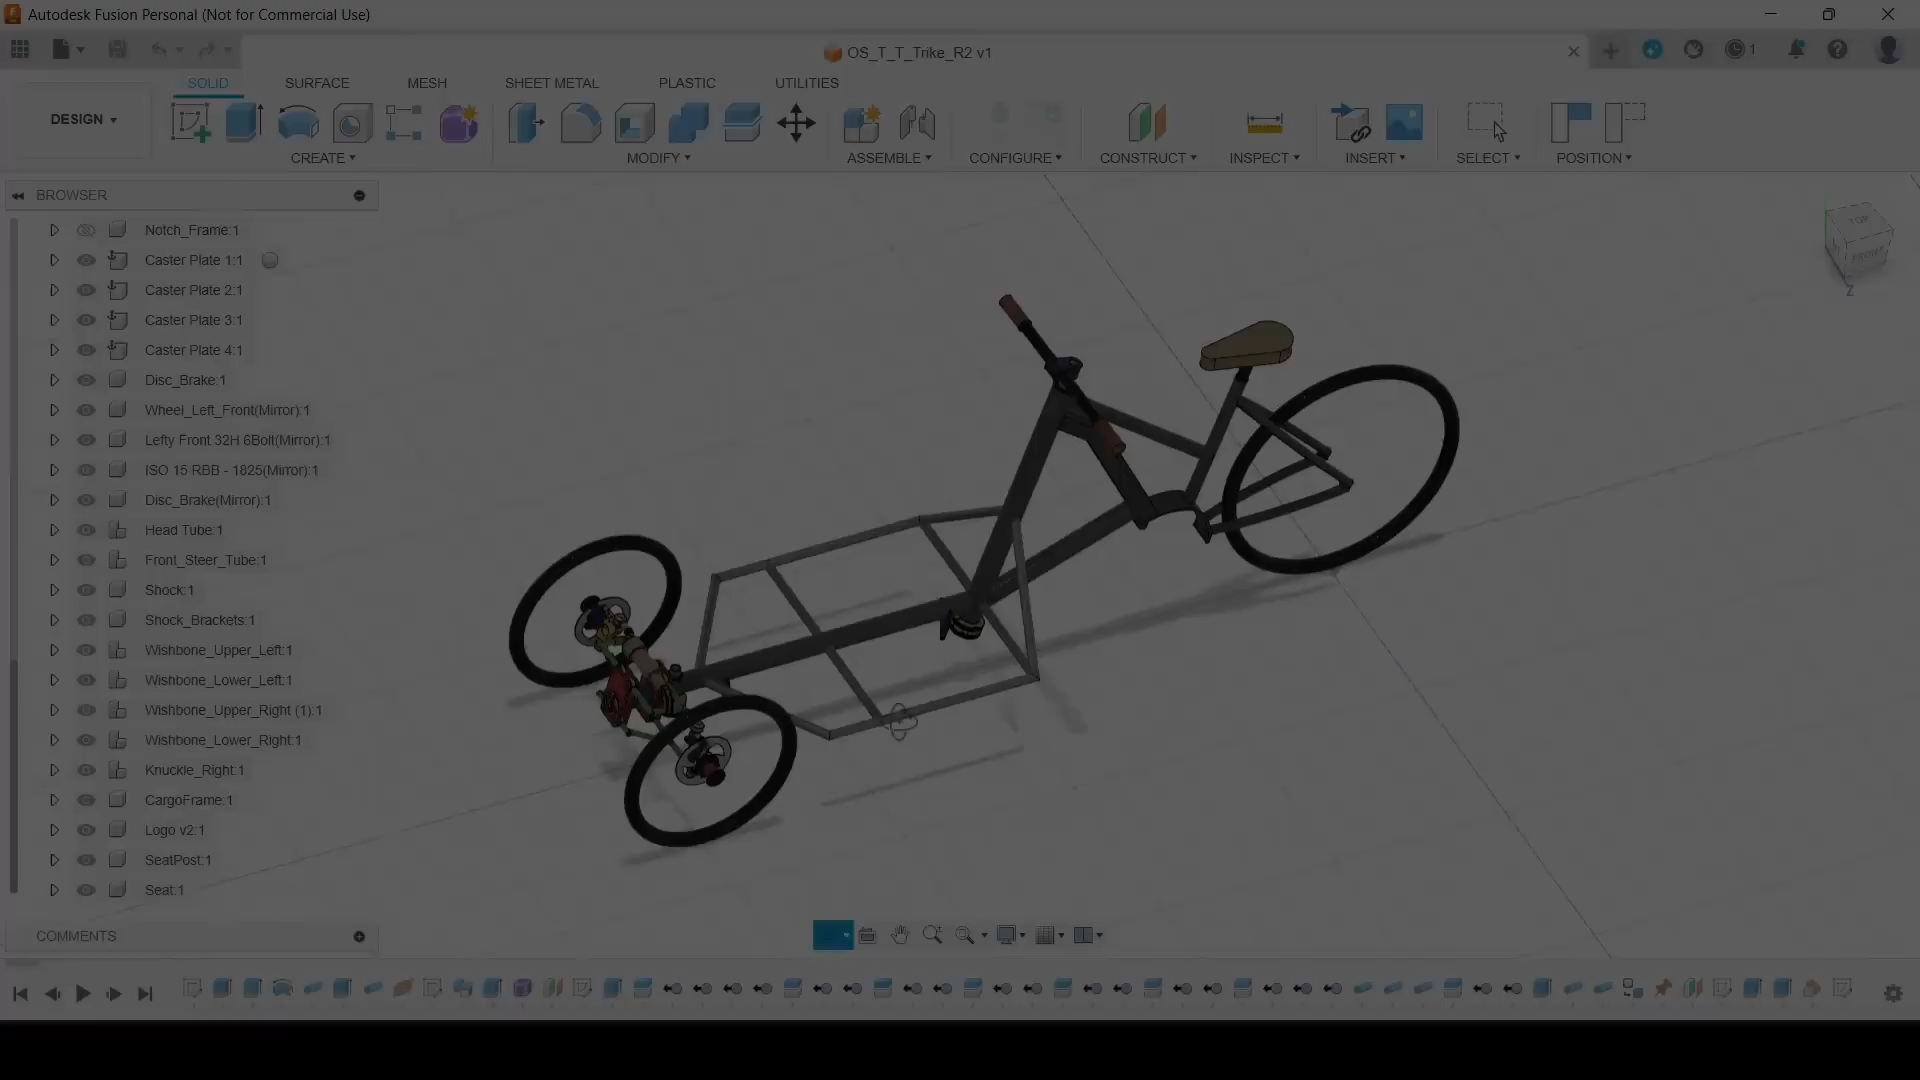 Autodesk Fusion Personal (Not for Commercial Use)
OS_T_T_Trike_R2 v1
1
SOLID
SURFACE
MESH
SHEET METAL
PLASTIC
UTILITIES
DESIGN
CREATE
MODIFY
ASSEMBLE
CONFIGURE
CONSTRUCT
INSPECT
INSERT
SELECT
POSITION
BROWSER
Notch_Frame:1
Caster Plate 1:1
Caster Plate 2:1
Caster Plate 3:1
Caster Plate 4:1
Disc_Brake:1
Wheel_Left_Front(Mirror):1
Lefty Front 32H 6Bolt(Mirror):1
ISO 15 RBB - 1825(Mirror):1
Disc_Brake(Mirror):1
Head Tube:1
Front_Steer_Tube:1
Shock:1
Shock_Brackets:1
Wishbone_Upper_Left:1
Wishbone_Lower_Left:1
Wishbone_Upper_Right (1):1
Wishbone_Lower_Right:1
Knuckle_Right:1
CargoFrame:1
Logo v2:1
SeatPost:1
Seat:1
TOP
FRONT
Z
COMMENTS